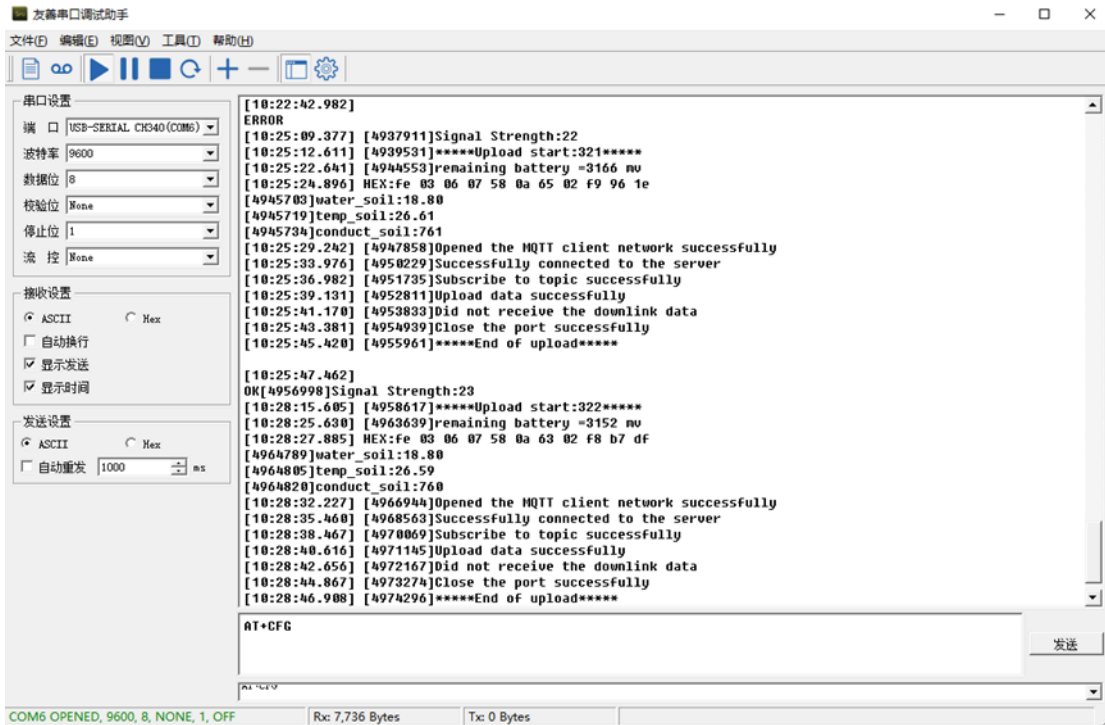 友善串口调试助手
文件(F) 编辑(E) 视图(V) 工具(T) 帮助(H)
串口设置
端 口 USB-SERIAL CH340(COM6)
波特率 9600
数据位 8
校验位 None
停止位 1
流 控 None
接收设置
ASCII Hex
自动换行
显示发送
显示时间
发送设置
ASCII Hex
自动重发 1000 ms
[10:22:42.982]
ERROR
[10:25:09.377] [4937911]Signal Strength:22
[10:25:12.611] [4939531]*****Upload start:321*****
[10:25:22.641] [4944553]remaining battery =3166 mv
[10:25:24.896] HEX:fe 03 06 07 58 0a 65 02 f9 96 1e
[4945703]water_soil:18.80
[4945719]temp_soil:26.61
[4945734]conduct_soil:761
[10:25:29.242] [4947858]Opened the MQTT client network successfully
[10:25:33.976] [4950229]Successfully connected to the server
[10:25:36.982] [4951735]Subscribe to topic successfully
[10:25:39.131] [4952811]Upload data successfully
[10:25:41.170] [4953833]Did not receive the downlink data
[10:25:43.381] [4954939]Close the port successfully
[10:25:45.420] [4955961]*****End of upload*****
[10:25:47.462]
OK[4956998]Signal Strength:23
[10:28:15.605] [4958617]*****Upload start:322*****
[10:28:25.630] [4963639]remaining battery =3152 mv
[10:28:27.885] HEX:fe 03 06 07 58 0a 63 02 f8 b7 df
[4964789]water_soil:18.80
[4964805]temp_soil:26.59
[4964820]conduct_soil:760
[10:28:32.227] [4966944]Opened the MQTT client network successfully
[10:28:35.460] [4968563]Successfully connected to the server
[10:28:38.467] [4970069]Subscribe to topic successfully
[10:28:40.616] [4971145]Upload data successfully
[10:28:42.656] [4972167]Did not receive the downlink data
[10:28:44.867] [4973274]Close the port successfully
[10:28:46.908] [4974296]*****End of upload*****
AT+CFG
发送
AT+CFG
COM6 OPENED, 9600, 8, NONE, 1, OFF
Rx: 7,736 Bytes
Tx: 0 Bytes